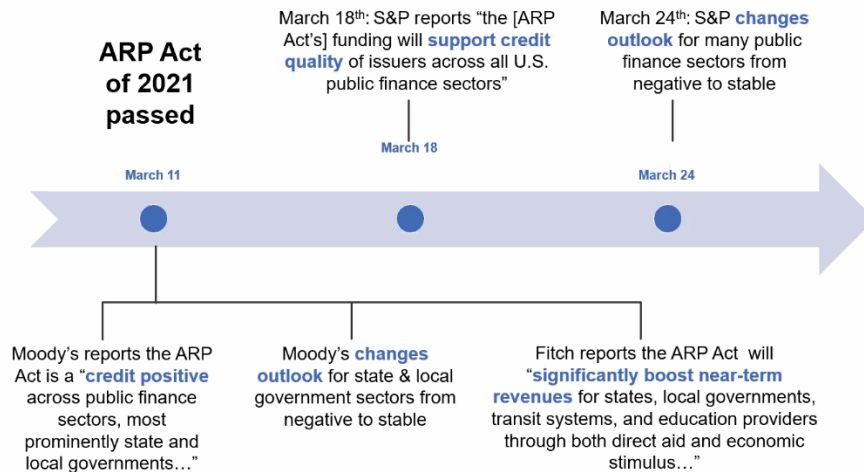 ARP Act
of 2021
passed
March 18th: S&P reports “the [ARP
Act’s] funding will support credit
quality of issuers across all U.S.
public finance sectors”
March 24th: S&P changes
outlook for many public
finance sectors from
negative to stable
March 11
March 18
March 24
Moody’s reports the ARP
Act is a “credit positive
across public finance
sectors, most
prominently state and
local governments…”
Moody’s changes
outlook for state & local
government sectors from
negative to stable
Fitch reports the ARP Act will
“significantly boost near-term
revenues for states, local governments,
transit systems, and education providers
through both direct aid and economic
stimulus…”